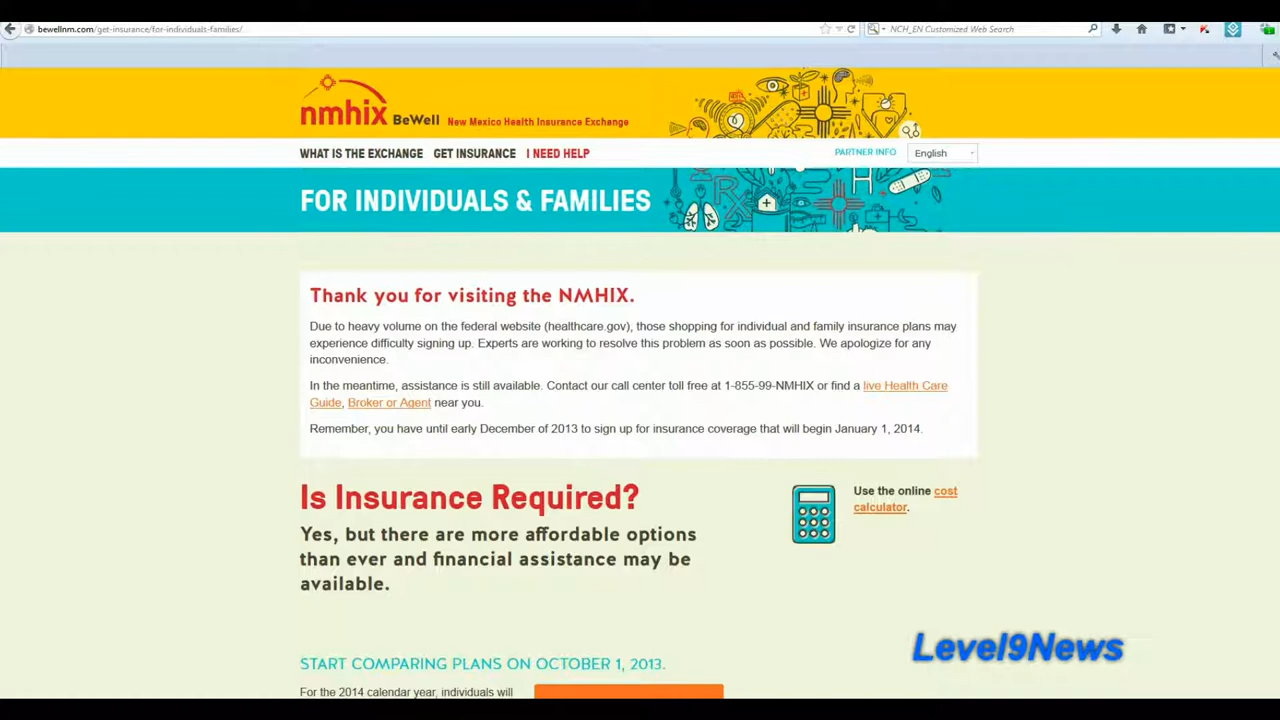 bewellnm.com/get-insurance/for-individuals-families/
NCH_EN Customized Web Search
nmhix BeWell New Mexico Health Insurance Exchange
WHAT IS THE EXCHANGE GET INSURANCE I NEED HELP
PARTNER INFO English
FOR INDIVIDUALS & FAMILIES
Thank you for visiting the NMHIX.
Due to heavy volume on the federal website (healthcare.gov), those shopping for individual and family insurance plans may
experience difficulty signing up. Experts are working to resolve this problem as soon as possible. We apologize for any
inconvenience.
In the meantime, assistance is still available. Contact our call center toll free at 1-855-99-NMHIX or find a live Health Care
Guide, Broker or Agent near you.
Remember, you have until early December of 2013 to sign up for insurance coverage that will begin January 1, 2014.
Is Insurance Required?
Yes, but there are more affordable options
than ever and financial assistance may be
available.
Use the online cost
calculator.
START COMPARING PLANS ON OCTOBER 1, 2013.
For the 2014 calendar year, individuals will
Level9News